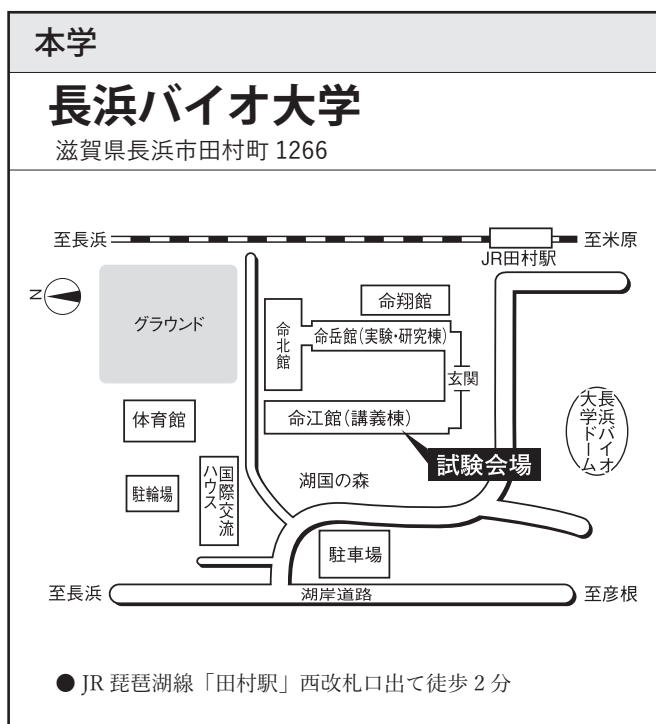 本学
長浜バイオ大学
滋賀県長浜市田村町 1266
至長浜
至米原
JR田村駅
N
グラウンド
命翔館
命北館
命岳館(実験・研究棟)
玄関
体育館
命江館(講義棟)
長浜バイオ
大学ドーム
試験会場
駐輪場
国際交流
ハウス
湖国の森
駐車場
至長浜
湖岸道路
至彦根
● JR 琵琶湖線「田村駅」西改札口出て徒歩 2 分